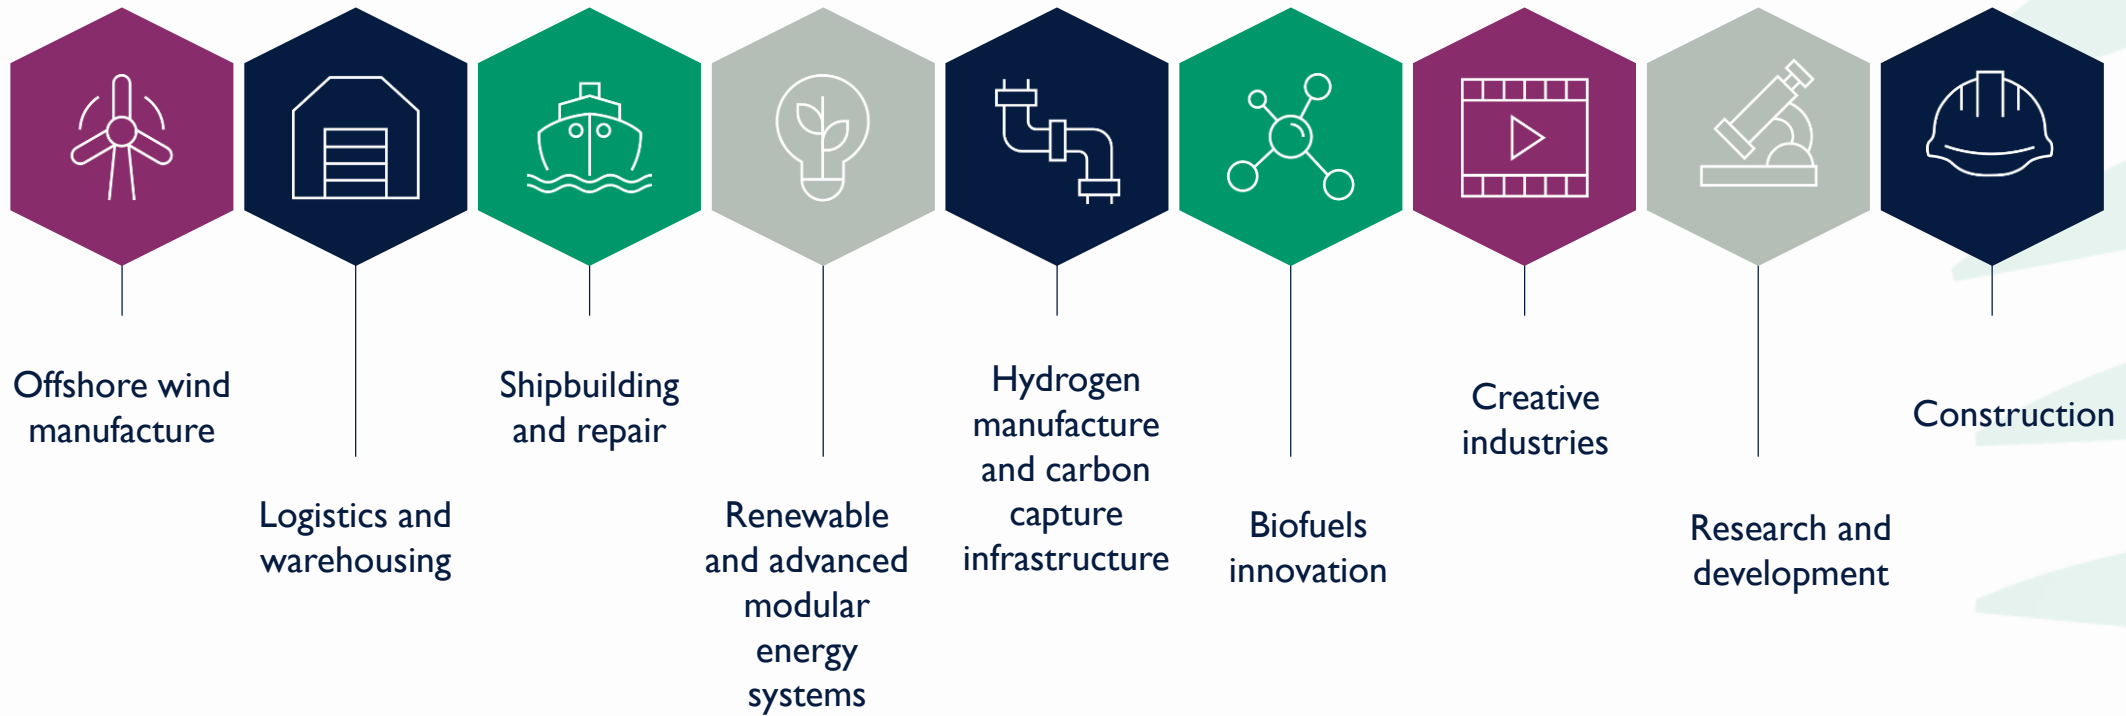 Offshore wind
manufacture
Logistics and
warehousing
Shipbuilding
and repair
Renewable
and advanced
modular
energy
systems
Hydrogen
manufacture
and carbon
capture
infrastructure
Biofuels
innovation
Creative
industries
Research and
development
Construction